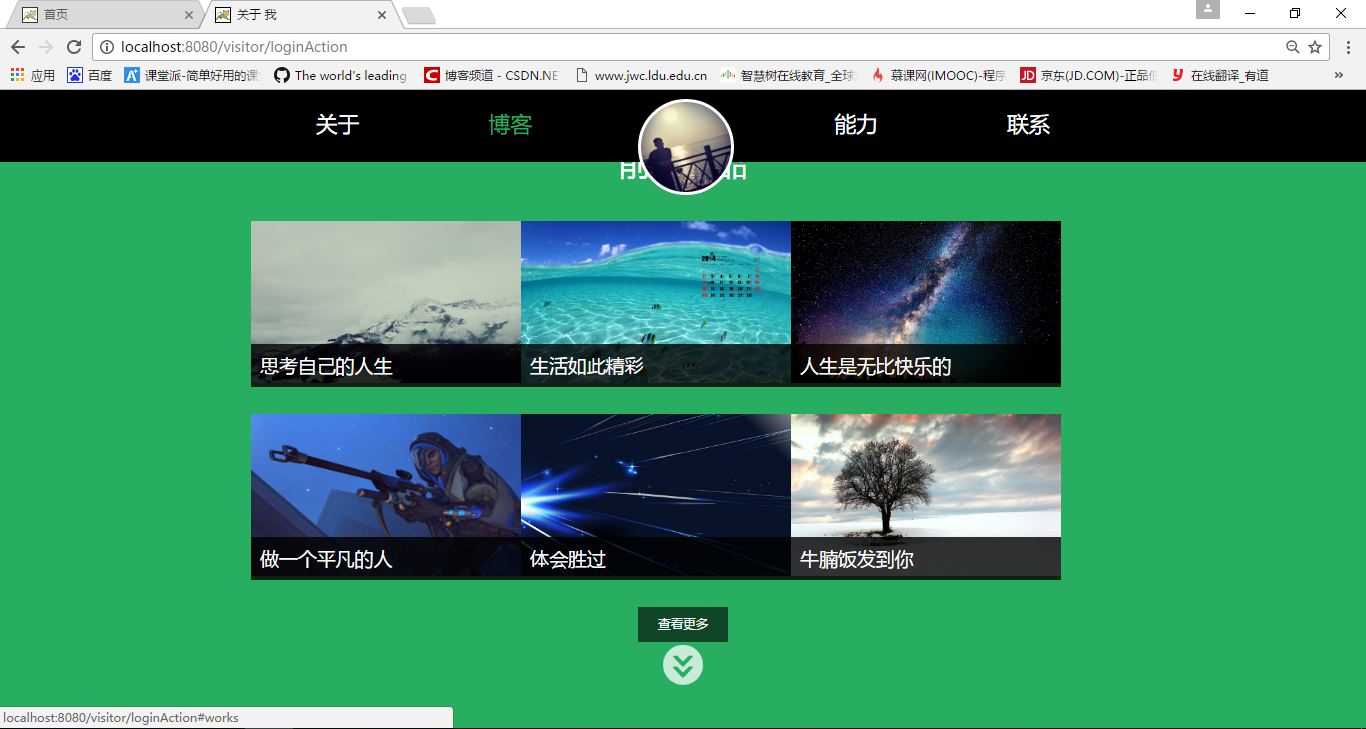 首页
关于 我
localhost:8080/visitor/loginAction
应用 百度 课堂派-简单好用的课 The world's leading 博客频道 - CSDN.NE www.jwc.ldu.edu.cn 智慧树在线教育_全球 慕课网(IMOOC)-程序 京东(JD.COM)-正品低 在线翻译_有道
关于 博客 能力 联系
品
思考自己的人生 生活如此精彩 人生是无比快乐的
做一个平凡的人 体会胜过 牛腩饭发到你
查看更多
localhost:8080/visitor/loginAction#works